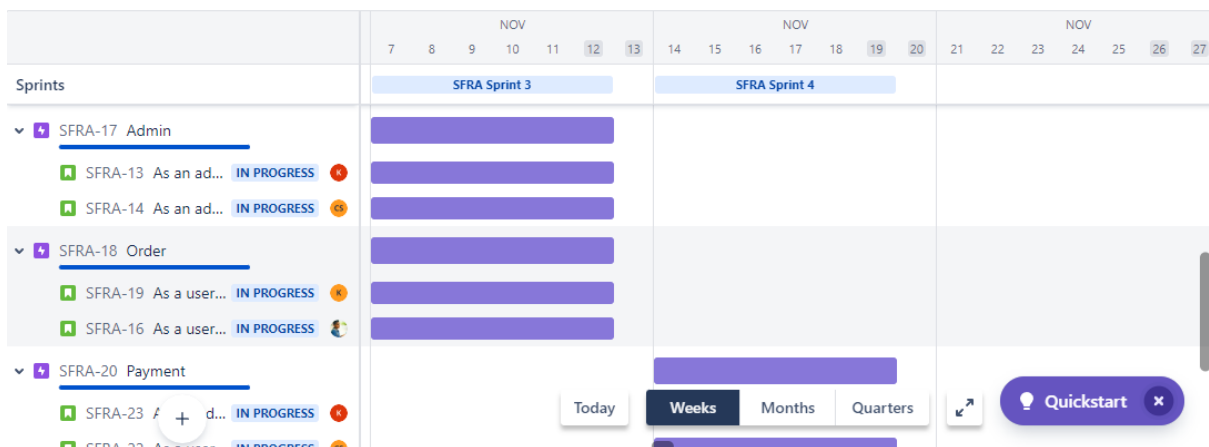 NOV NOV NOV
7 8 9 10 11 12 13 14 15 16 17 18 19 20 21 22 23 24 25 26 27
Sprints SFRA Sprint 3 SFRA Sprint 4
SFRA-17 Admin
SFRA-13 As an ad... IN PROGRESS K
SFRA-14 As an ad... IN PROGRESS CS
SFRA-18 Order
SFRA-19 As a user... IN PROGRESS K
SFRA-16 As a user... IN PROGRESS
SFRA-20 Payment
SFRA-23 d... IN PROGRESS K
Today Weeks Months Quarters Quickstart